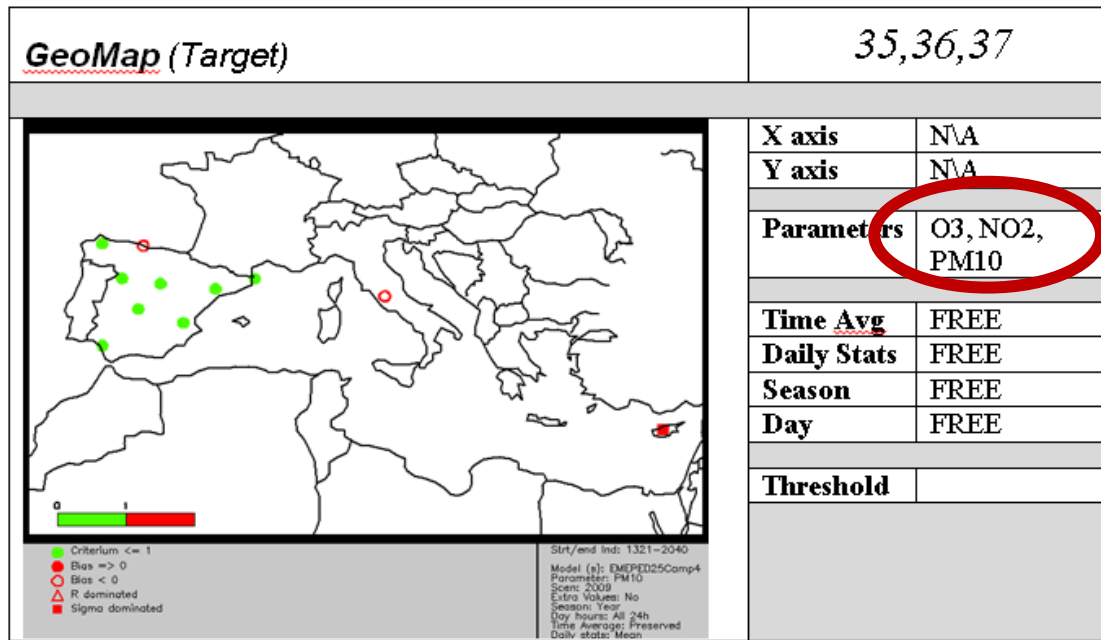 GeoMap (Target)
35,36,37
X axis N\A
Y axis N\A
Parameters O3, NO2,
PM10
Time Avg FREE
Daily Stats FREE
Season FREE
Day FREE
Threshold
0 1
Criterium <= 1
Bias => 0
Bias < 0
R dominated
Sigma dominated
Strt/end Ind: 1321-2040
Model (s): EMEPED25Camp4
Parameter: PM10
Scen: 2009
Extra Values: No
Season: Year
Day hours: All 24h
Time Average: Preserved
Daily stats: Mean